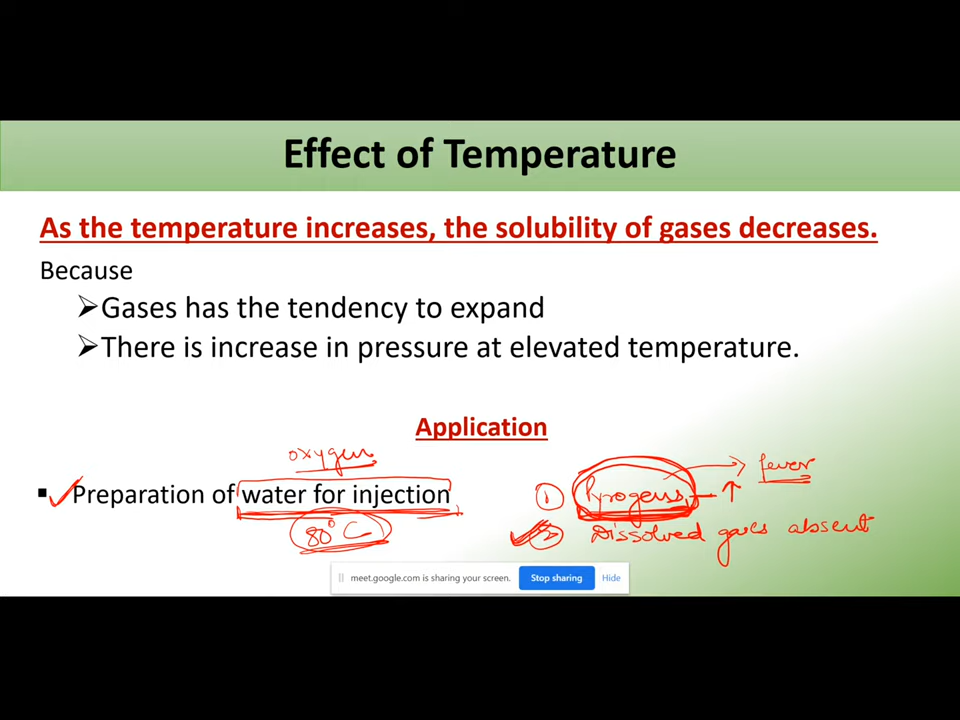 Effect of Temperature
As the temperature increases, the solubility of gases decreases.
Because
➢Gases has the tendency to expand
➢There is increase in pressure at elevated temperature.
Application
oxygen
▪ Preparation of water for injection
80° C
① Pyrogens → fever
② Dissolved gases absent
meet.google.com is sharing your screen. Stop sharing Hide